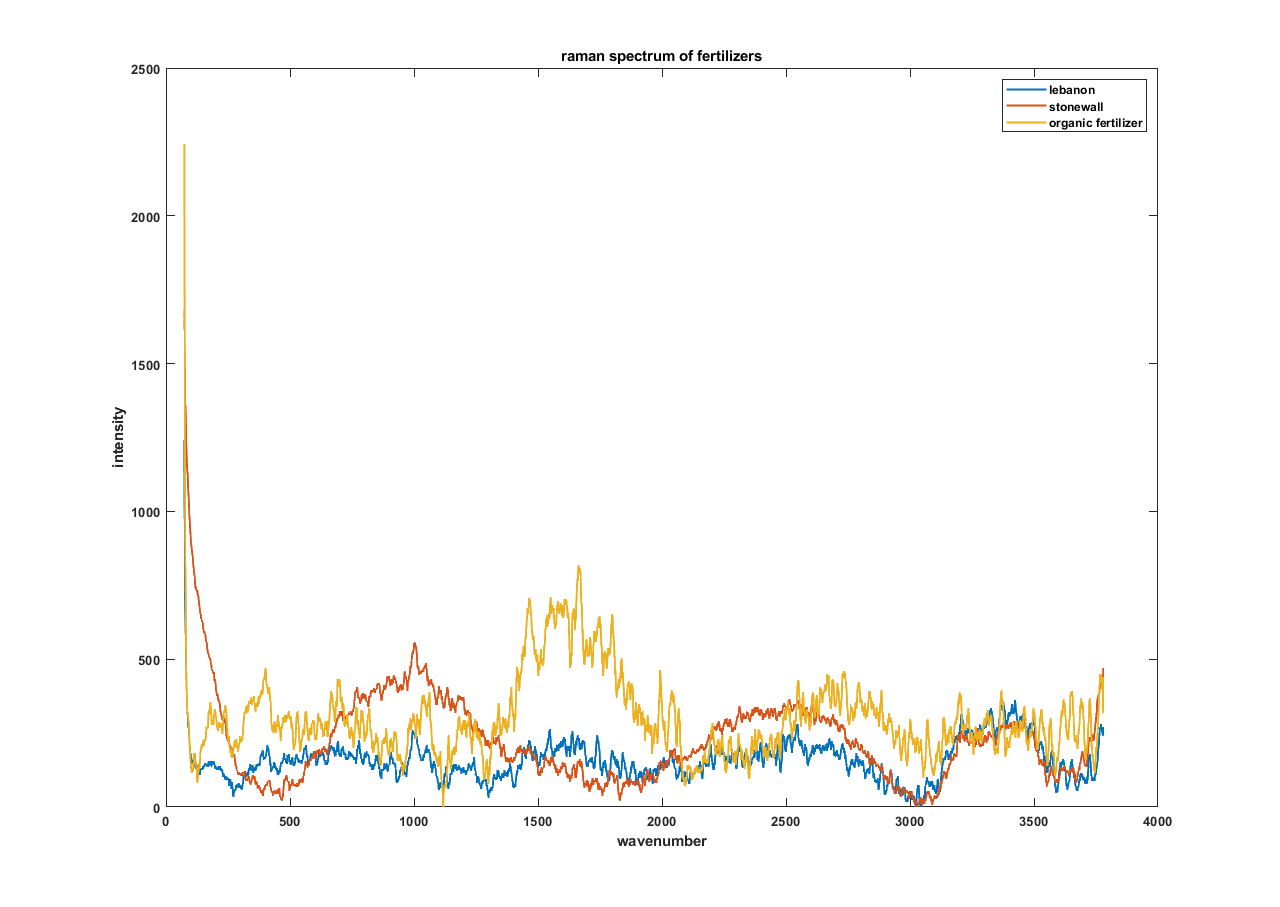 raman spectrum of fertilizers
2500
2000
1500
1000
500
0
intensity
lebanon
stonewall
organic fertilizer
0 500 1000 1500 2000 2500 3000 3500 4000
wavenumber